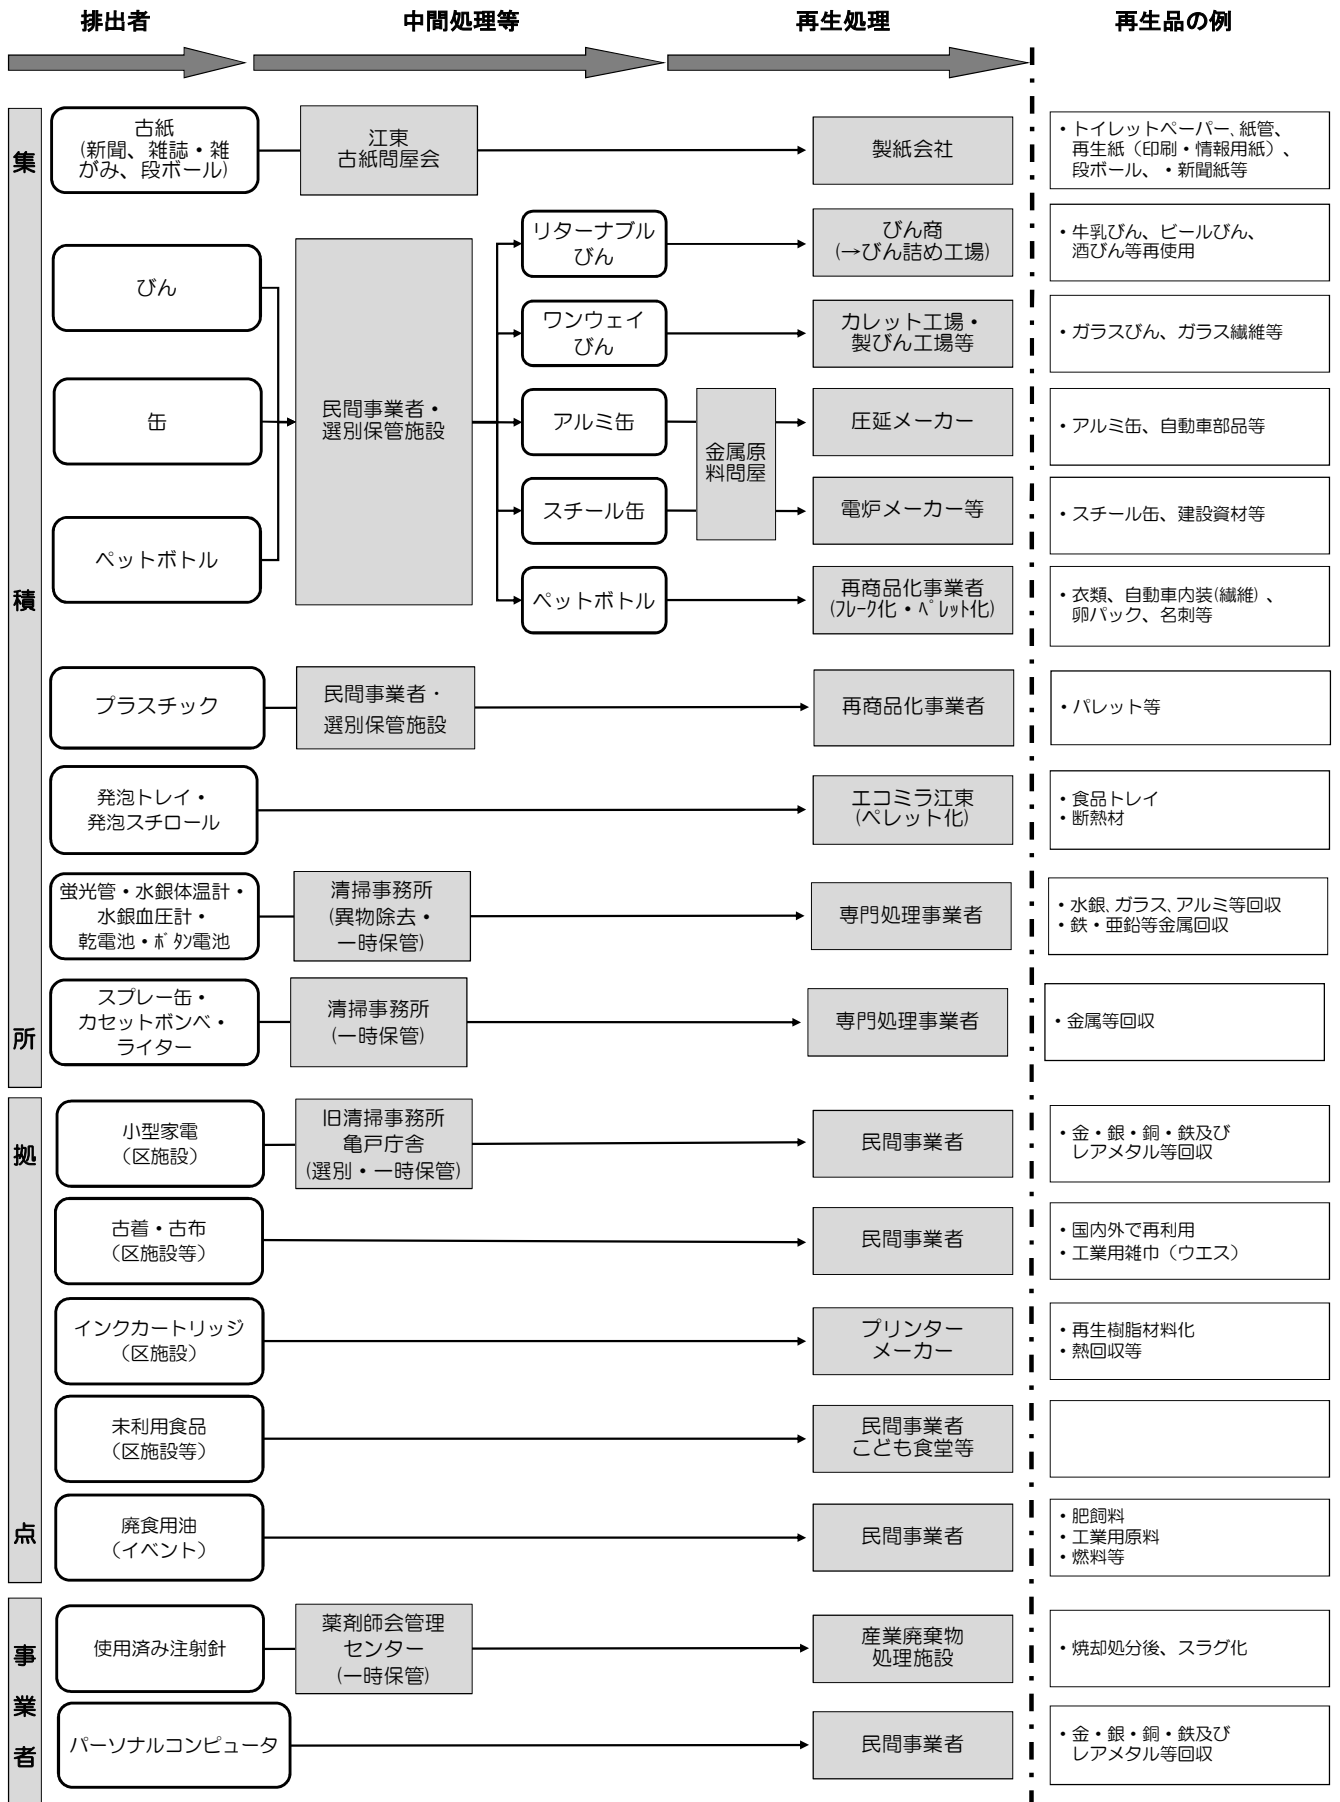 排出者
中間処理等
再生処理
再生品の例
集
積
所
古紙
(新聞、雑誌・雑
がみ、段ボール)
江東
古紙問屋会
製紙会社
・トイレットペーパー、紙管、
再生紙（印刷・情報用紙）、
段ボール、・新聞紙等
びん
缶
ペットボトル
民間事業者・
選別保管施設
リターナブル
びん
びん商
(→びん詰め工場)
・牛乳びん、ビールびん、
酒びん等再使用
ワンウェイ
びん
カレット工場・
製びん工場等
・ガラスびん、ガラス繊維等
アルミ缶
金属原
料問屋
圧延メーカー
・アルミ缶、自動車部品等
スチール缶
電炉メーカー等
・スチール缶、建設資材等
ペットボトル
再商品化事業者
(ﾌﾚｰｸ化・ﾍﾟﾚｯﾄ化)
・衣類、自動車内装(繊維) 、
卵パック、名刺等
プラスチック
民間事業者・
選別保管施設
再商品化事業者
・パレット等
発泡トレイ・
発泡スチロール
エコミラ江東
(ペレット化)
・食品トレイ
・断熱材
蛍光管・水銀体温計・
水銀血圧計・
乾電池・ﾎﾞﾀﾝ電池
清掃事務所
(異物除去・
一時保管)
専門処理事業者
・水銀、ガラス、アルミ等回収
・鉄・亜鉛等金属回収
スプレー缶・
カセットボンベ・
ライター
清掃事務所
(一時保管)
専門処理事業者
・金属等回収
拠
点
小型家電
（区施設）
旧清掃事務所
亀戸庁舎
(選別・一時保管)
民間事業者
・金・銀・銅・鉄及び
レアメタル等回収
古着・古布
（区施設等）
民間事業者
・国内外で再利用
・工業用雑巾（ウエス）
インクカートリッジ
（区施設）
プリンター
メーカー
・再生樹脂材料化
・熱回収等
未利用食品
（区施設等）
民間事業者
こども食堂等
廃食用油
（イベント）
民間事業者
・肥飼料
・工業用原料
・燃料等
事
業
者
使用済み注射針
薬剤師会管理
センター
(一時保管)
産業廃棄物
処理施設
・焼却処分後、スラグ化
パーソナルコンピュータ
民間事業者
・金・銀・銅・鉄及び
レアメタル等回収